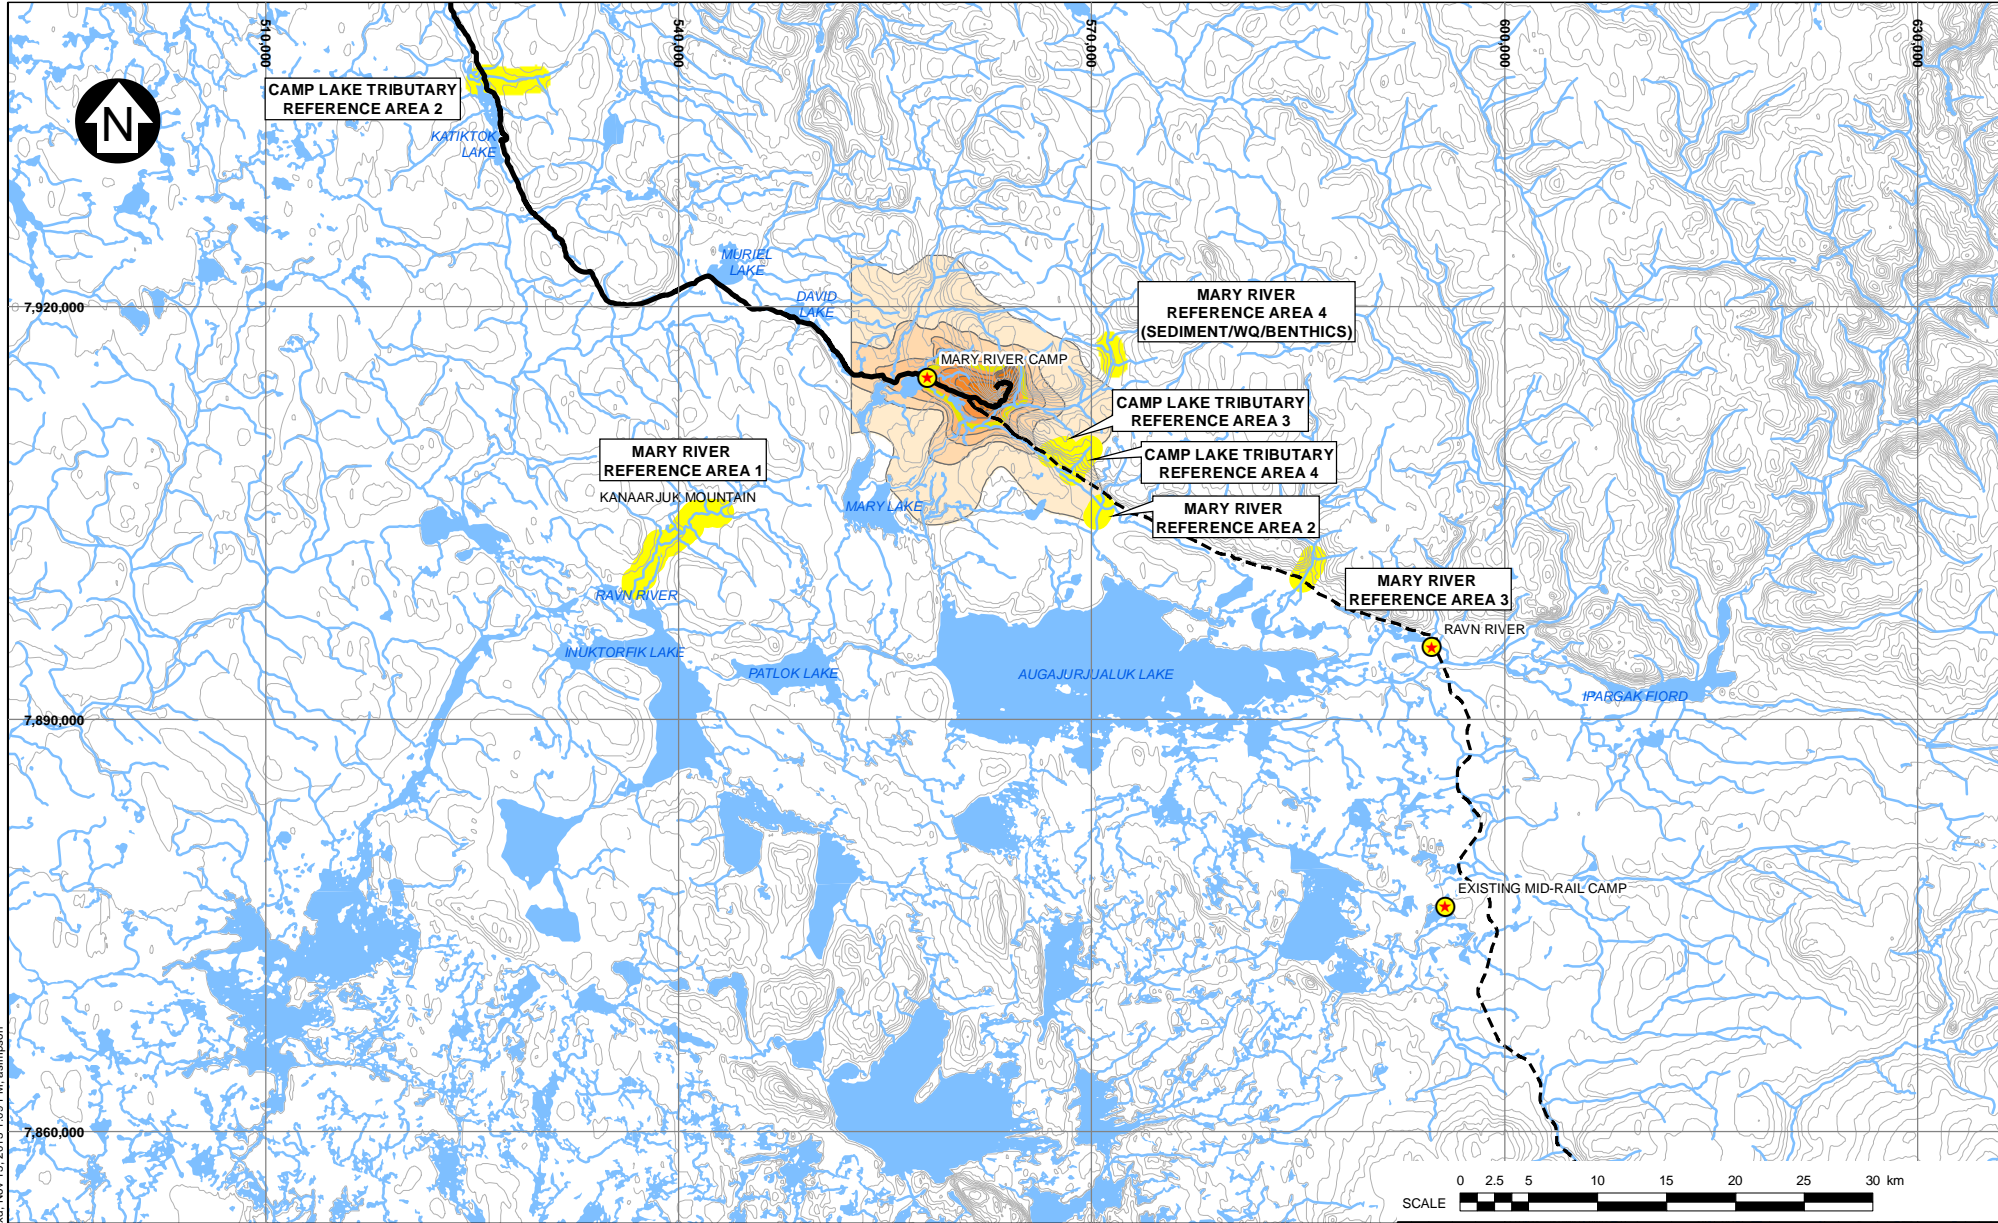 510,000
540,000
570,000
600,000
630,000
N
CAMP LAKE TRIBUTARY
REFERENCE AREA 2
KATIKTOK
LAKE
MURIEL
LAKE
DAVID
LAKE
7,920,000
MARY RIVER
REFERENCE AREA 4
(SEDIMENT/WQ/BENTHICS)
MARY RIVER CAMP
CAMP LAKE TRIBUTARY
REFERENCE AREA 3
CAMP LAKE TRIBUTARY
REFERENCE AREA 4
MARY RIVER
REFERENCE AREA 1
KANAARJUK MOUNTAIN
MARY LAKE
MARY RIVER
REFERENCE AREA 2
RAVN RIVER
MARY RIVER
REFERENCE AREA 3
RAVN RIVER
INUKTORFIK LAKE
PATLOK LAKE
AUGAJURJUALUK LAKE
IPARGAK FIORD
7,890,000
EXISTING MID-RAIL CAMP
7,860,000
SCALE
0 2.5 5 10 15 20 25 30 km